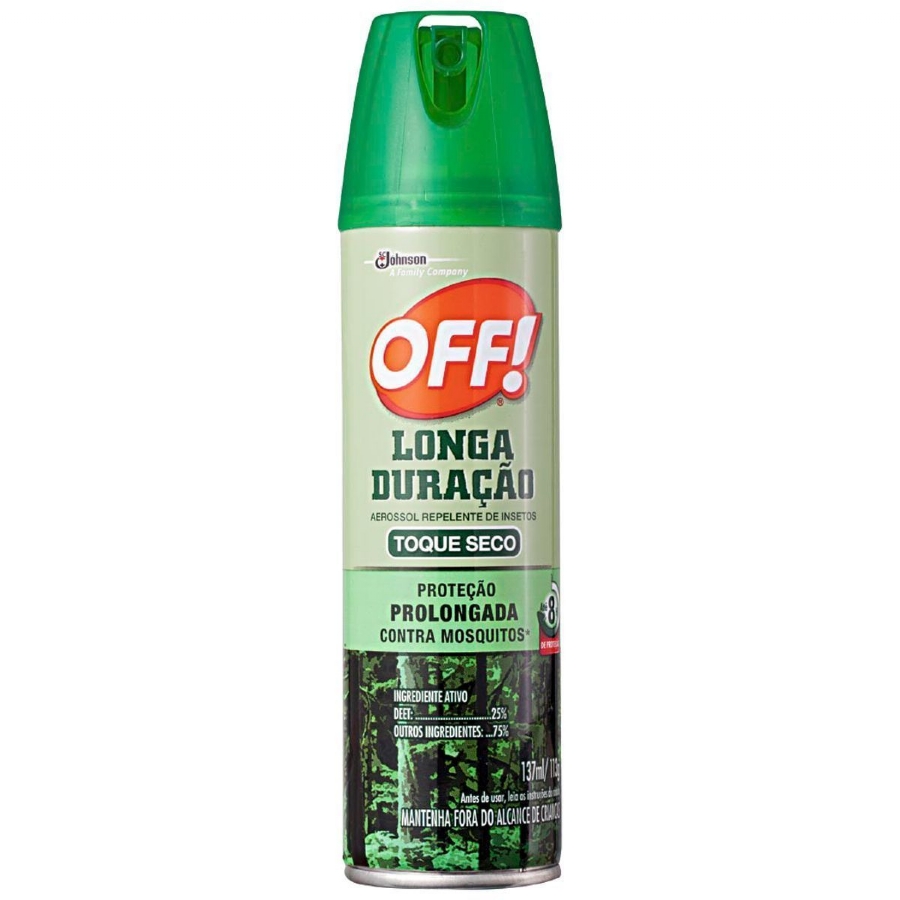 SC Johnson
A Family Company
OFF!
®
LONGA
DURAÇÃO
AEROSSOL REPELENTE DE INSETOS
TOQUE SECO
PROTEÇÃO
PROLONGADA
CONTRA MOSQUITOS*
Até
8
INGREDIENTE ATIVO
DEET: ........................25%
OUTROS INGREDIENTES: ...75%
137ml/
Antes de usar, leia as instruções
MANTENHA FORA DO ALCANCE DE